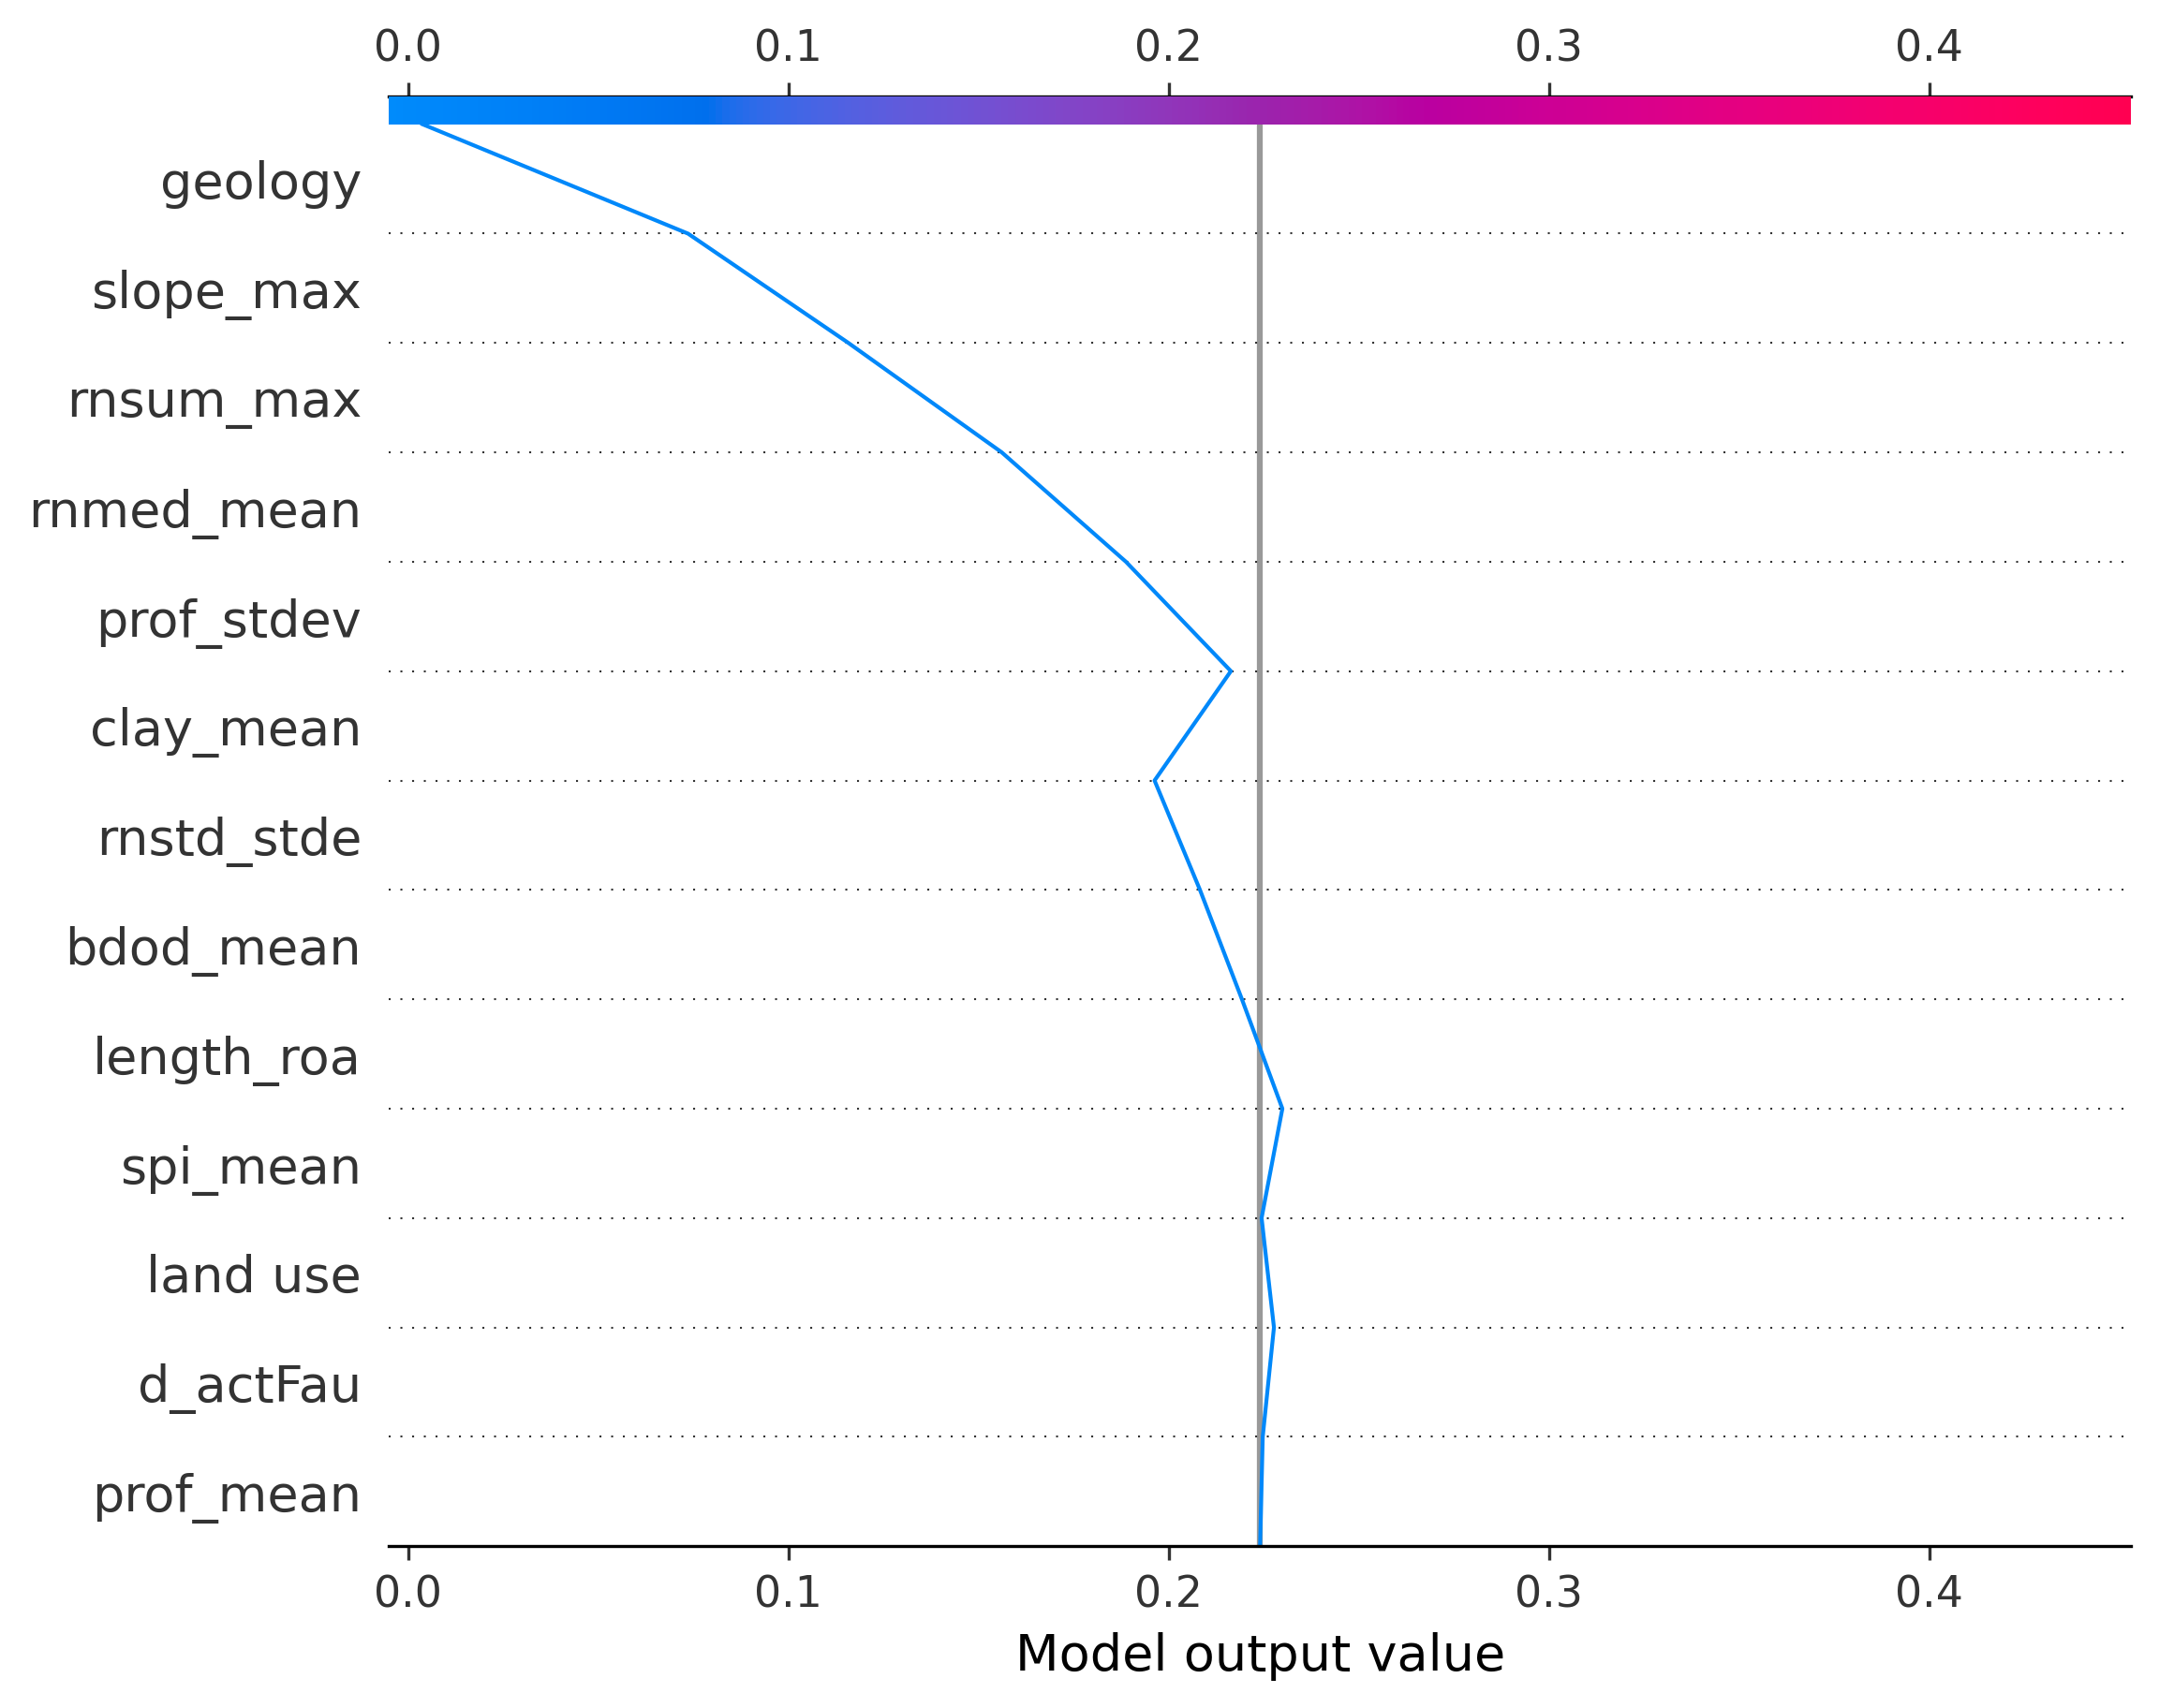 0.0 0.1 0.2 0.3 0.4
geology
slope_max
rnsum_max
rnmed_mean
prof_stdev
clay_mean
rnstd_stde
bdod_mean
length_roa
spi_mean
land use
d_actFau
prof_mean
0.0 0.1 0.2 0.3 0.4
Model output value